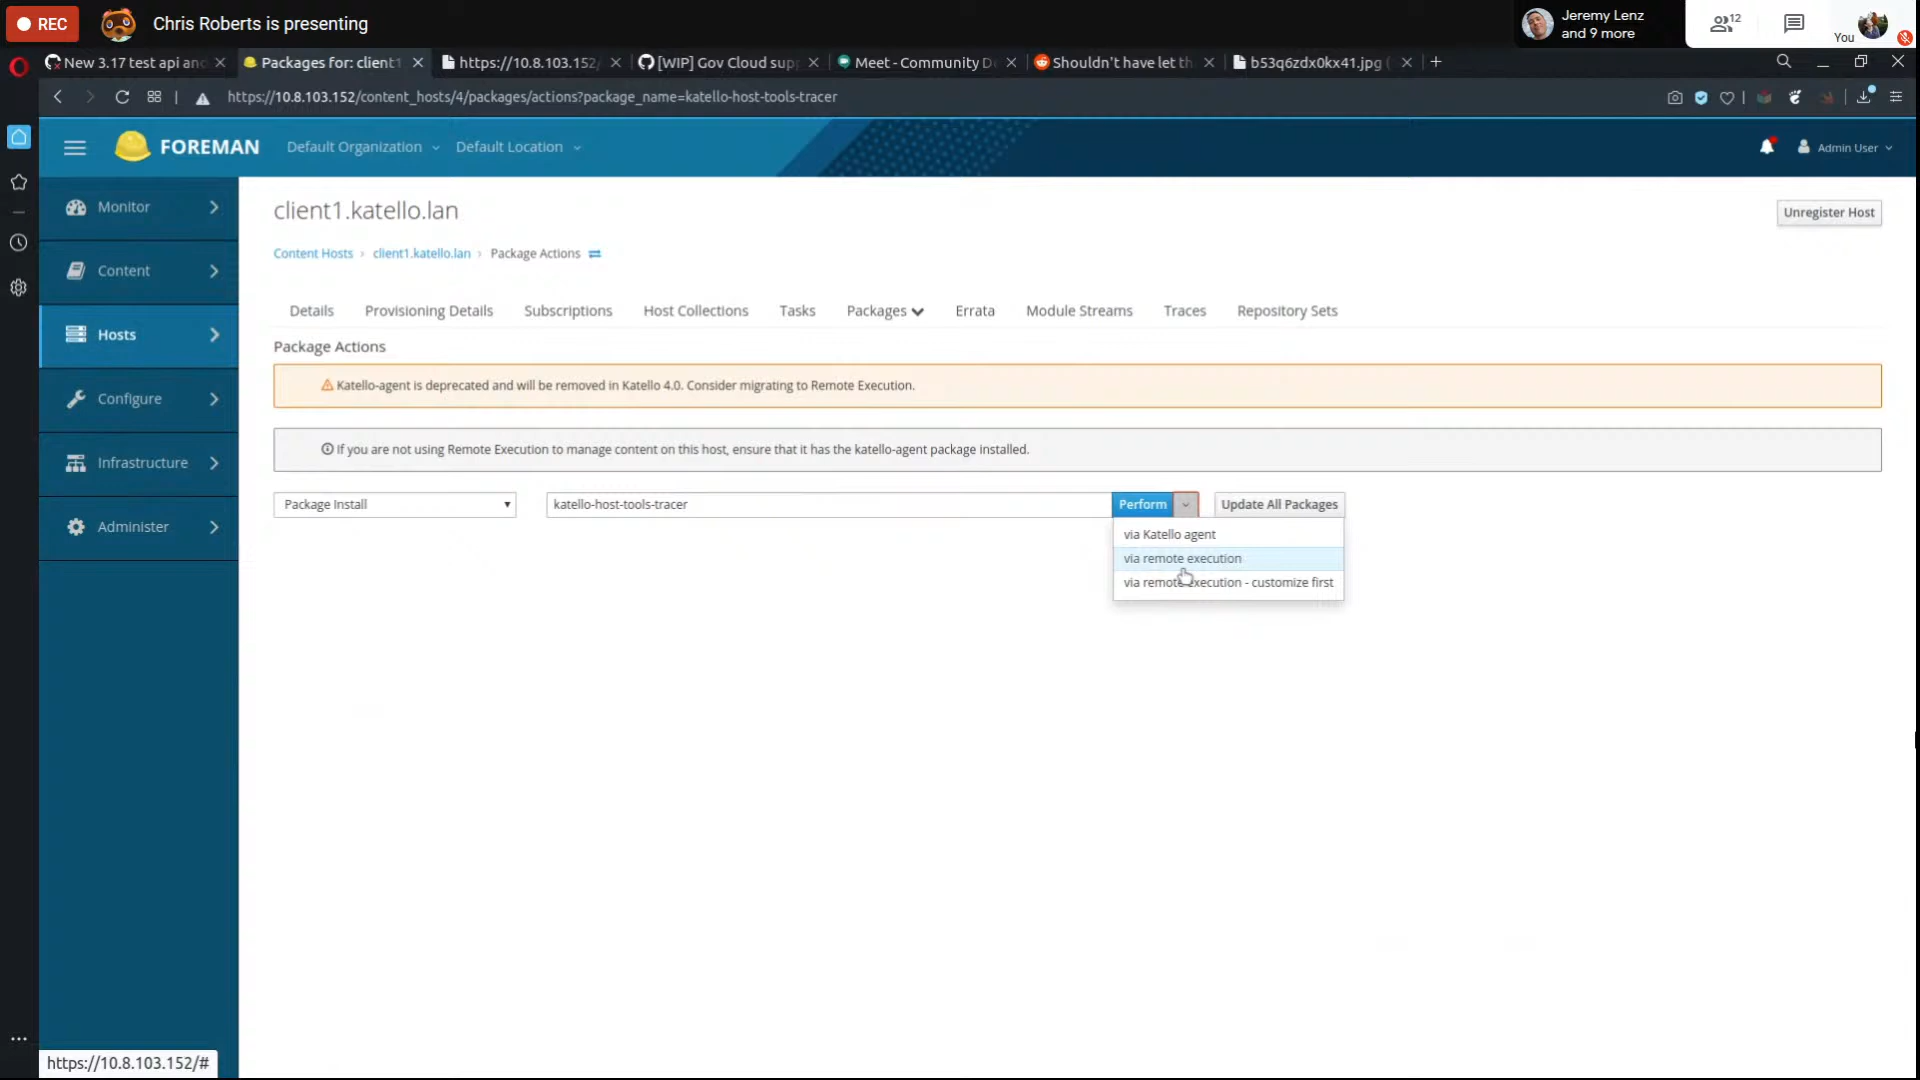 REC
Chris Roberts is presenting
Jeremy Lenz
and 9 more
12
You
New 3.17 test api and
Packages for: client1
https://10.8.103.152/
[WIP] Gov Cloud supp
Meet - Community D
Shouldn't have let th
b53q6zdx0kx41.jpg (
https://10.8.103.152/content_hosts/4/packages/actions?package_name=katello-host-tools-tracer
FOREMAN
Default Organization
Default Location
Admin User
Monitor
Content
Hosts
Configure
Infrastructure
Administer
client1.katello.lan
Unregister Host
Content Hosts › client1.katello.lan › Package Actions
Details
Provisioning Details
Subscriptions
Host Collections
Tasks
Packages
Errata
Module Streams
Traces
Repository Sets
Package Actions
Katello-agent is deprecated and will be removed in Katello 4.0. Consider migrating to Remote Execution.
If you are not using Remote Execution to manage content on this host, ensure that it has the katello-agent package installed.
Package Install
katello-host-tools-tracer
Perform
Update All Packages
via Katello agent
via remote execution
via remote execution - customize first
https://10.8.103.152/#